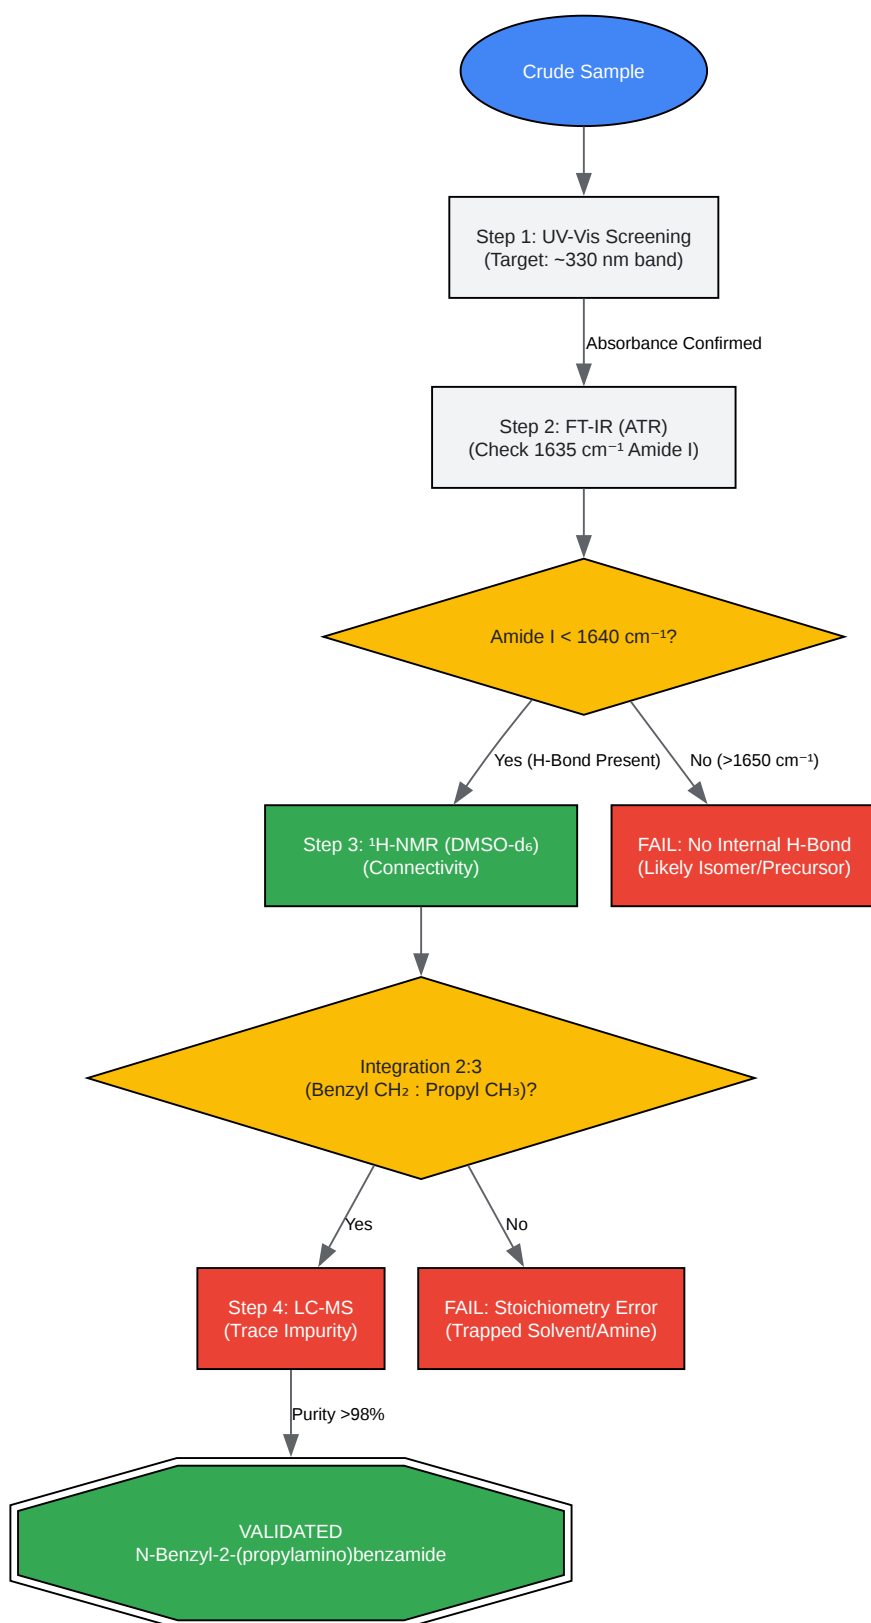 Crude Sample
Step 1: UV-Vis Screening
(Target: ~330 nm band)
Absorbance Confirmed
Step 2: FT-IR (ATR)
(Check 1635 cm⁻¹ Amide I)
Amide I < 1640 cm⁻¹?
Yes (H-Bond Present)
No (>1650 cm⁻¹)
Step 3: ¹H-NMR (DMSO-d₆)
(Connectivity)
FAIL: No Internal H-Bond
(Likely Isomer/Precursor)
Integration 2:3
(Benzyl CH₂ : Propyl CH₃)?
Yes
No
Step 4: LC-MS
(Trace Impurity)
FAIL: Stoichiometry Error
(Trapped Solvent/Amine)
Purity >98%
VALIDATED
N-Benzyl-2-(propylamino)benzamide